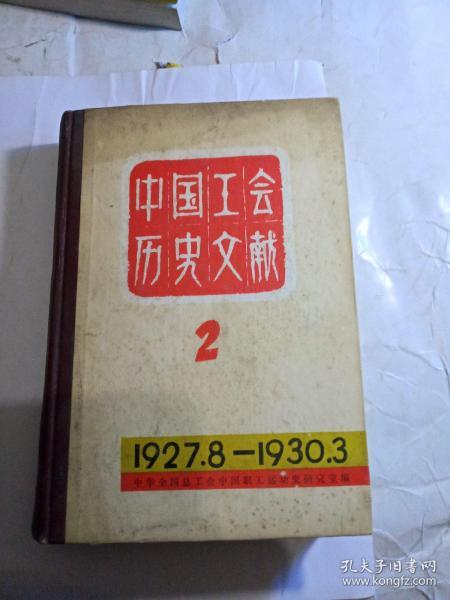 中国工会
历史文献
2
1927.8—1930.3
中华全国总工会中国职工运动史研究室编
孔夫子旧书网
www.kongfz.com